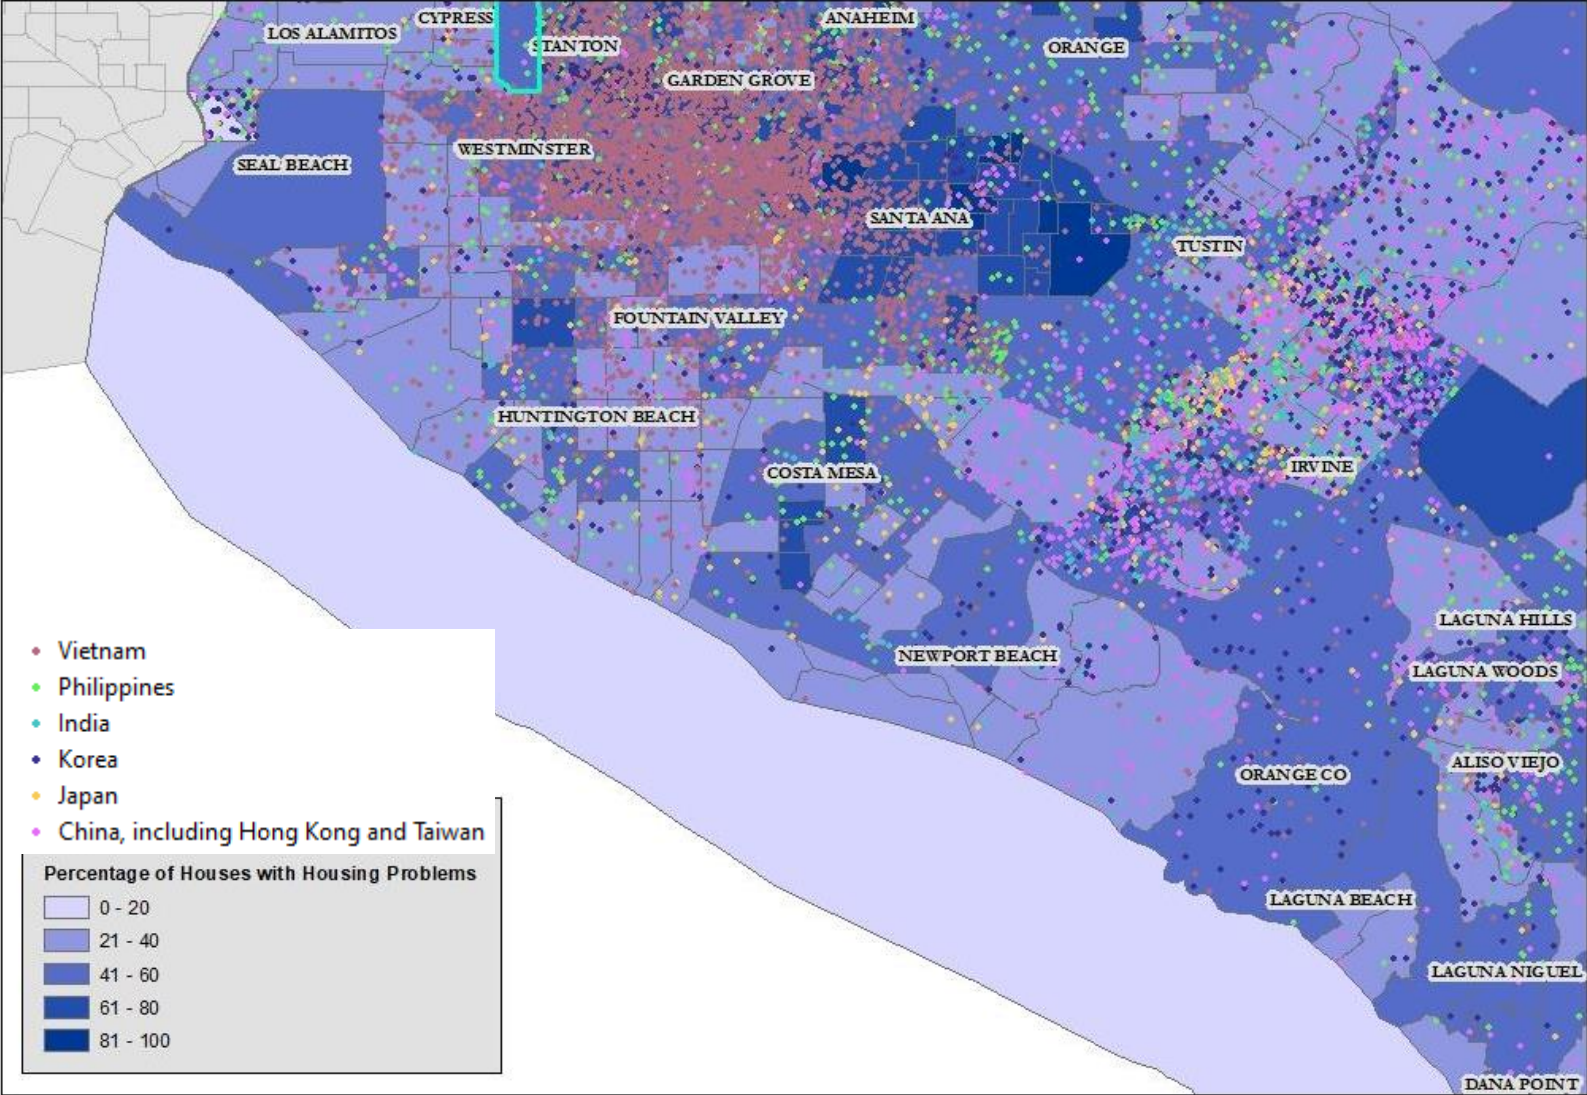 CYPRESS
ANAHEIM
LOS ALAMITOS
STANTON
ORANGE
GARDEN GROVE
WESTMINSTER
SEAL BEACH
SANTA ANA
TUSTIN
FOUNTAIN VALLEY
HUNTINGTON BEACH
COSTA MESA
IRVINE
LAGUNA HILLS
NEWPORT BEACH
LAGUNA WOODS
ALISO VIEJO
ORANGE CO
LAGUNA BEACH
LAGUNA NIGUEL
DANA POINT
Vietnam
Philippines
India
Korea
Japan
China, including Hong Kong and Taiwan
Percentage of Houses with Housing Problems
0 - 20
21 - 40
41 - 60
61 - 80
81 - 100